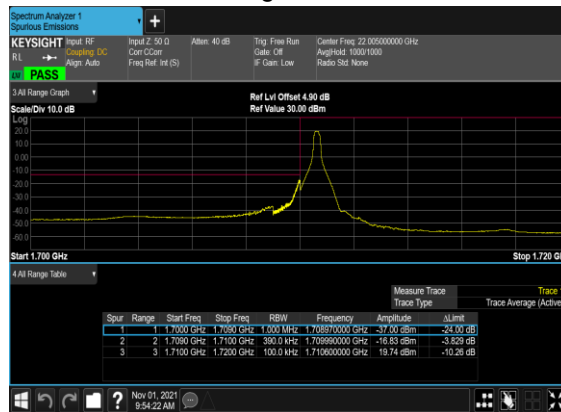 Spectrum Analyzer 1
Spurious Emissions
KEYSIGHT Input: RF Input Z: 50 Ω Atten: 40 dB Trig: Free Run Center Freq: 22.005000000 GHz
RL Coupling: DC Corr CCorr Gate: Off Avg|Hold: 1000/1000
Align: Auto Freq Ref: Int (S) IF Gain: Low Radio Std: None
PASS
3 All Range Graph
Ref Lvl Offset 4.90 dB
Scale/Div 10.0 dB Ref Value 30.00 dBm
Log
20.0
10.0
0.00
-10.0
-20.0
-30.0
-40.0
-50.0
-60.0
Start 1.700 GHz Stop 1.720 G
4 All Range Table
Measure Trace Trace
Trace Type Trace Average (Active
Spur Range Start Freq Stop Freq RBW Frequency Amplitude ΔLimit
1 1 1.7000 GHz 1.7090 GHz 1.000 MHz 1.708970000 GHz -37.00 dBm -24.00 dB
2 2 1.7090 GHz 1.7100 GHz 390.0 kHz 1.709990000 GHz -16.83 dBm -3.829 dB
3 3 1.7100 GHz 1.7200 GHz 100.0 kHz 1.710600000 GHz 19.74 dBm -10.26 dB
? Nov 01, 2021
9:54:22 AM